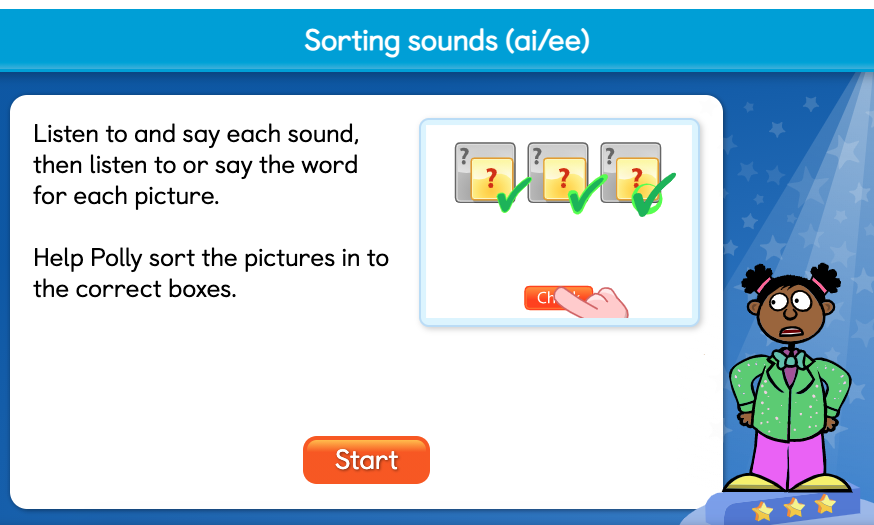 Sorting sounds (ai/ee)
Listen to and say each sound,
then listen to or say the word
for each picture.
Help Polly sort the pictures in to
the correct boxes.
? ? ?
? ? ?
Start